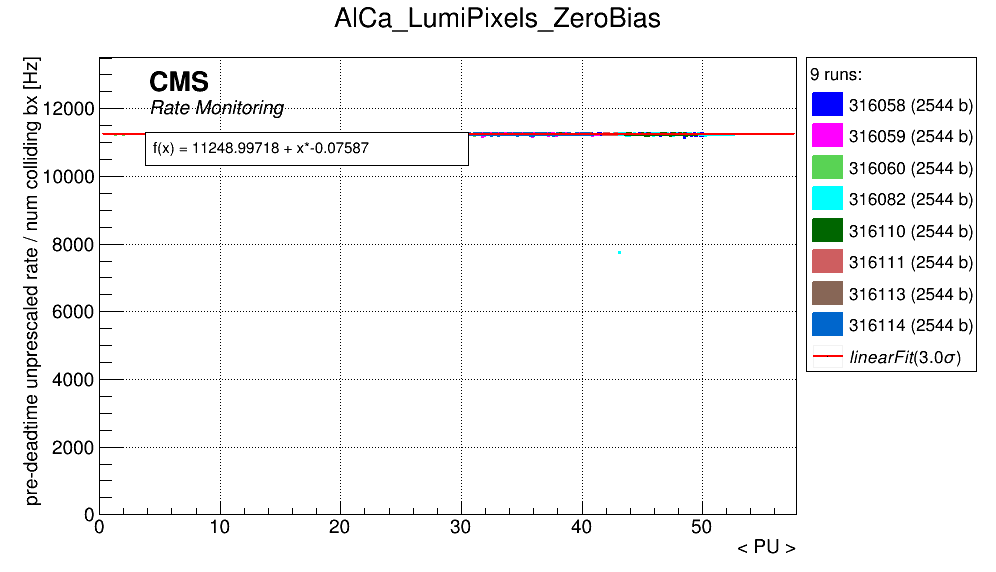 AlCa_LumiPixels_ZeroBias
pre-deadtime unprescaled rate / num colliding bx [Hz]
CMS
Rate Monitoring
f(x) = 11248.99718 + x*-0.07587
12000
10000
8000
6000
4000
2000
0
0 10 20 30 40 50
< PU >
9 runs:
316058 (2544 b)
316059 (2544 b)
316060 (2544 b)
316082 (2544 b)
316110 (2544 b)
316111 (2544 b)
316113 (2544 b)
316114 (2544 b)
linearFit(3.0σ)